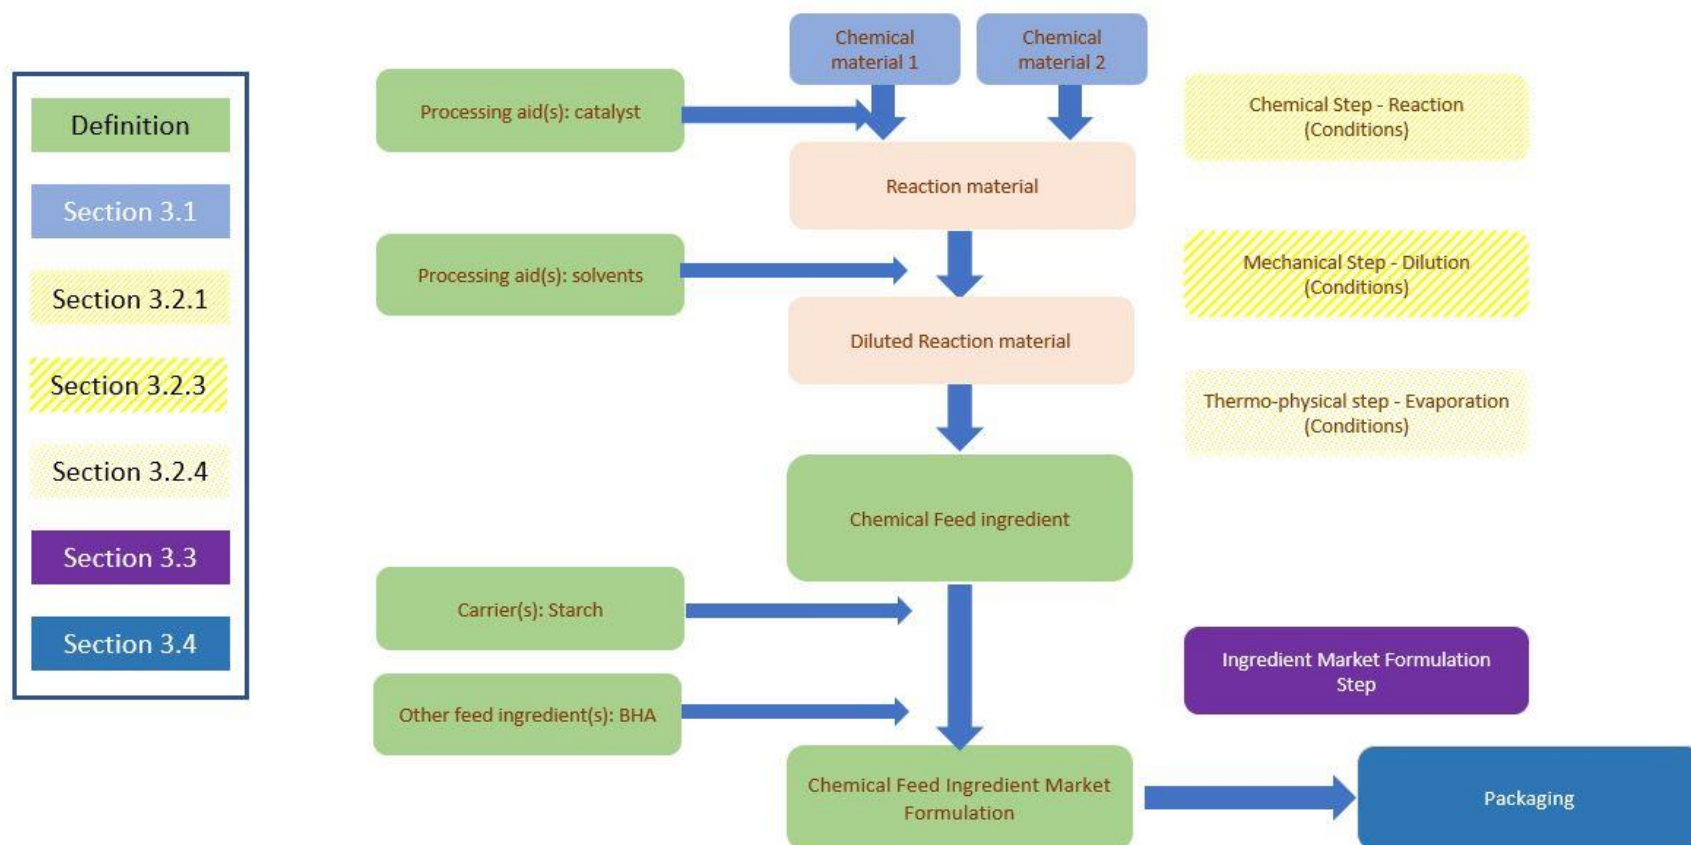 Definition
Section 3.1
Section 3.2.1
Section 3.2.3
Section 3.2.4
Section 3.3
Section 3.4
Chemical
material 1
Chemical
material 2
Processing aid(s): catalyst
Chemical Step - Reaction
(Conditions)
Reaction material
Processing aid(s): solvents
Mechanical Step - Dilution
(Conditions)
Diluted Reaction material
Thermo-physical step - Evaporation
(Conditions)
Chemical Feed ingredient
Carrier(s): Starch
Ingredient Market Formulation
Step
Other feed ingredient(s): BHA
Chemical Feed Ingredient Market
Formulation
Packaging